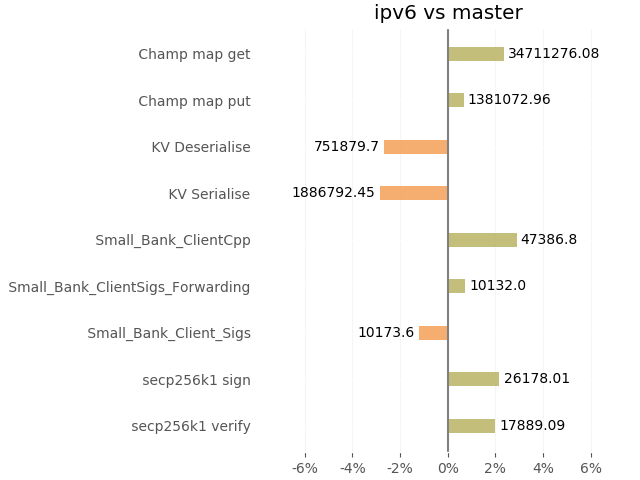 ipv6 vs master
Champ map get 34711276.08
Champ map put 1381072.96
KV Deserialise 751879.7
KV Serialise 1886792.45
Small_Bank_ClientCpp 47386.8
Small_Bank_ClientSigs_Forwarding 10132.0
Small_Bank_Client_Sigs 10173.6
secp256k1 sign 26178.01
secp256k1 verify 17889.09
-6% -4% -2% 0% 2% 4% 6%